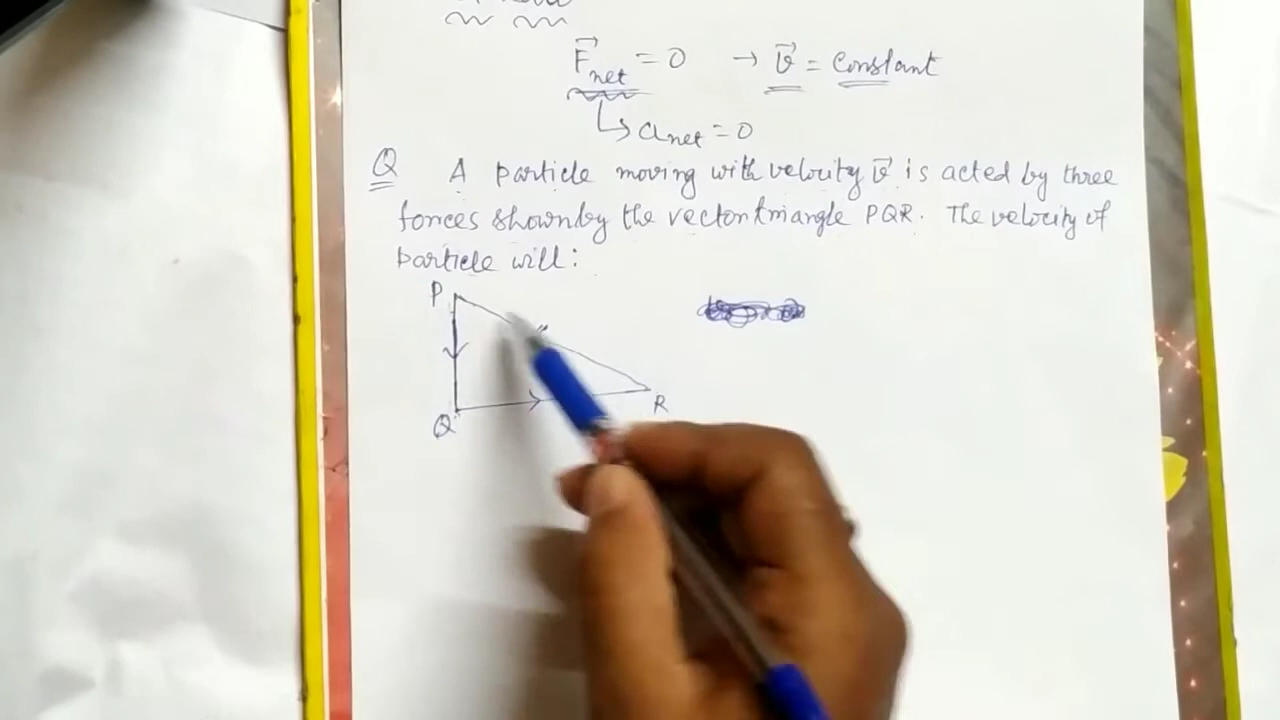 F⃗net = 0 → v⃗ = constant
↳ anet = 0
Q A particle moving with velocity v⃗ is acted by three
forces shown by the vector triangle PQR. The velocity of
particle will:
P
Q
R